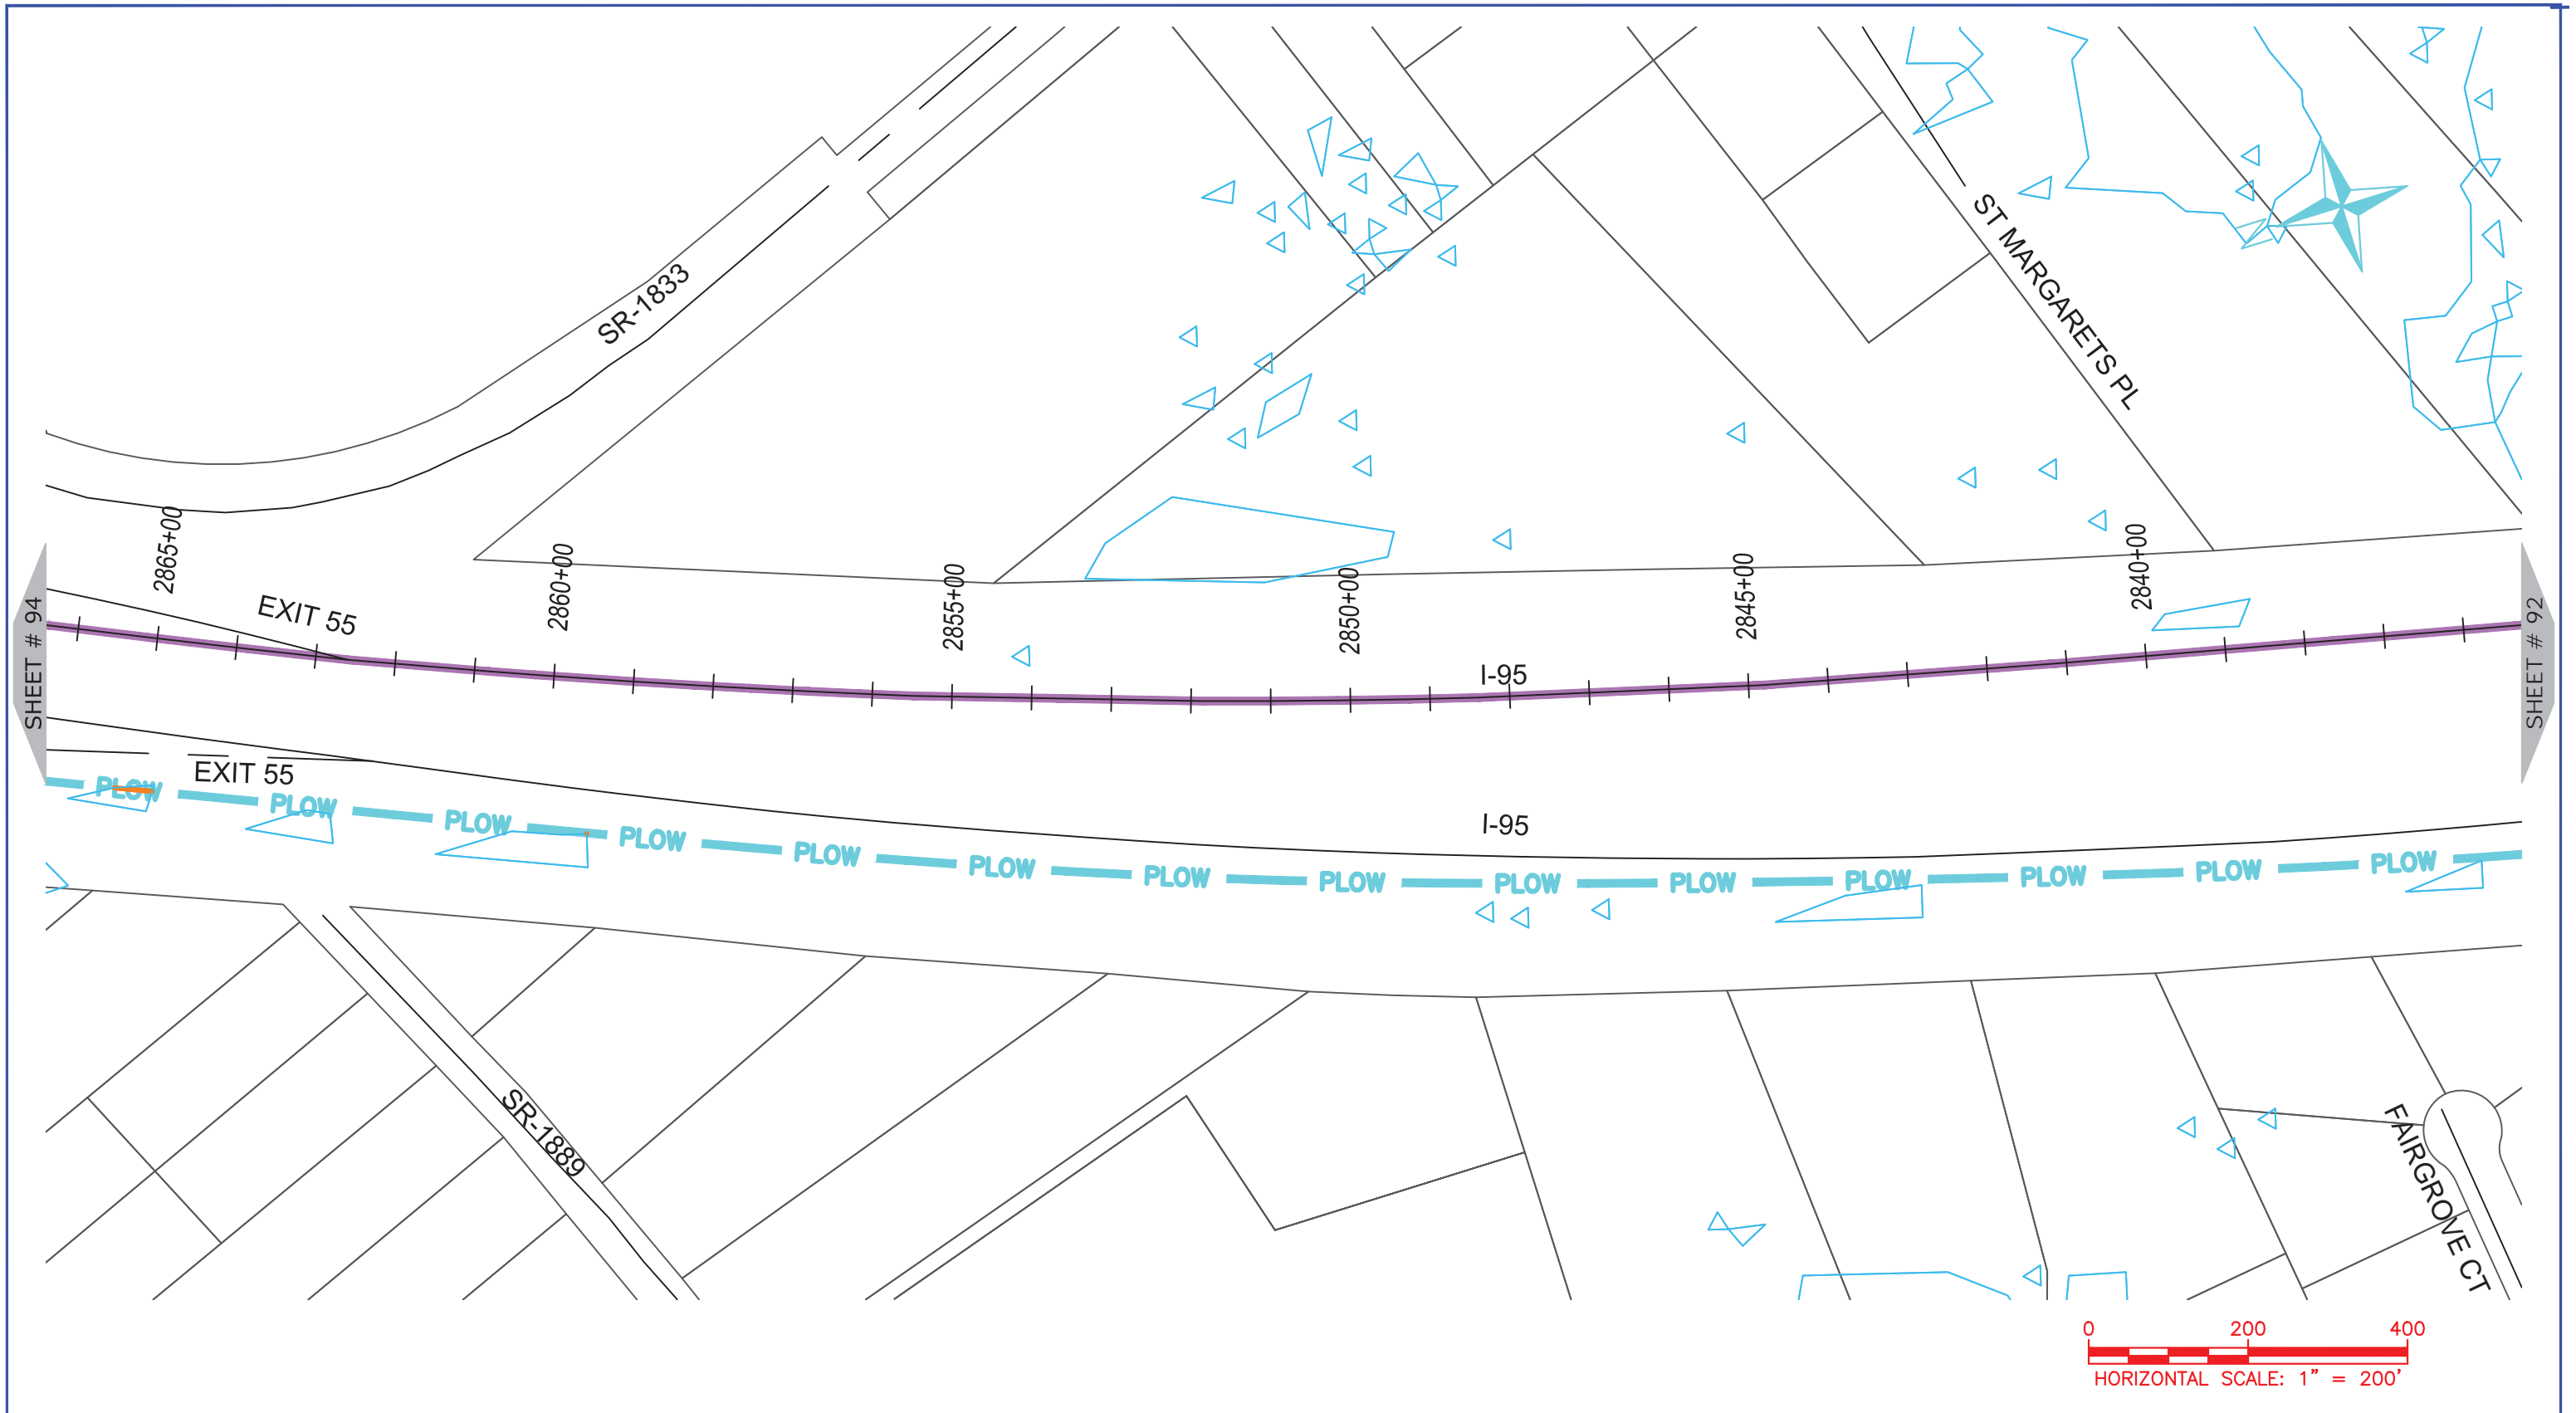 SR-1833
ST MARGARETS PL
2865+00
2860+00
2855+00
2850+00
2845+00
2840+00
SHEET # 94
EXIT 55
I-95
SHEET # 92
EXIT 55
PLOW
PLOW
PLOW
PLOW
PLOW
PLOW
PLOW
PLOW
PLOW
PLOW
PLOW
PLOW
PLOW
PLOW
I-95
SR-1889
FAIRGROVE CT
0 200 400
HORIZONTAL SCALE: 1" = 200'